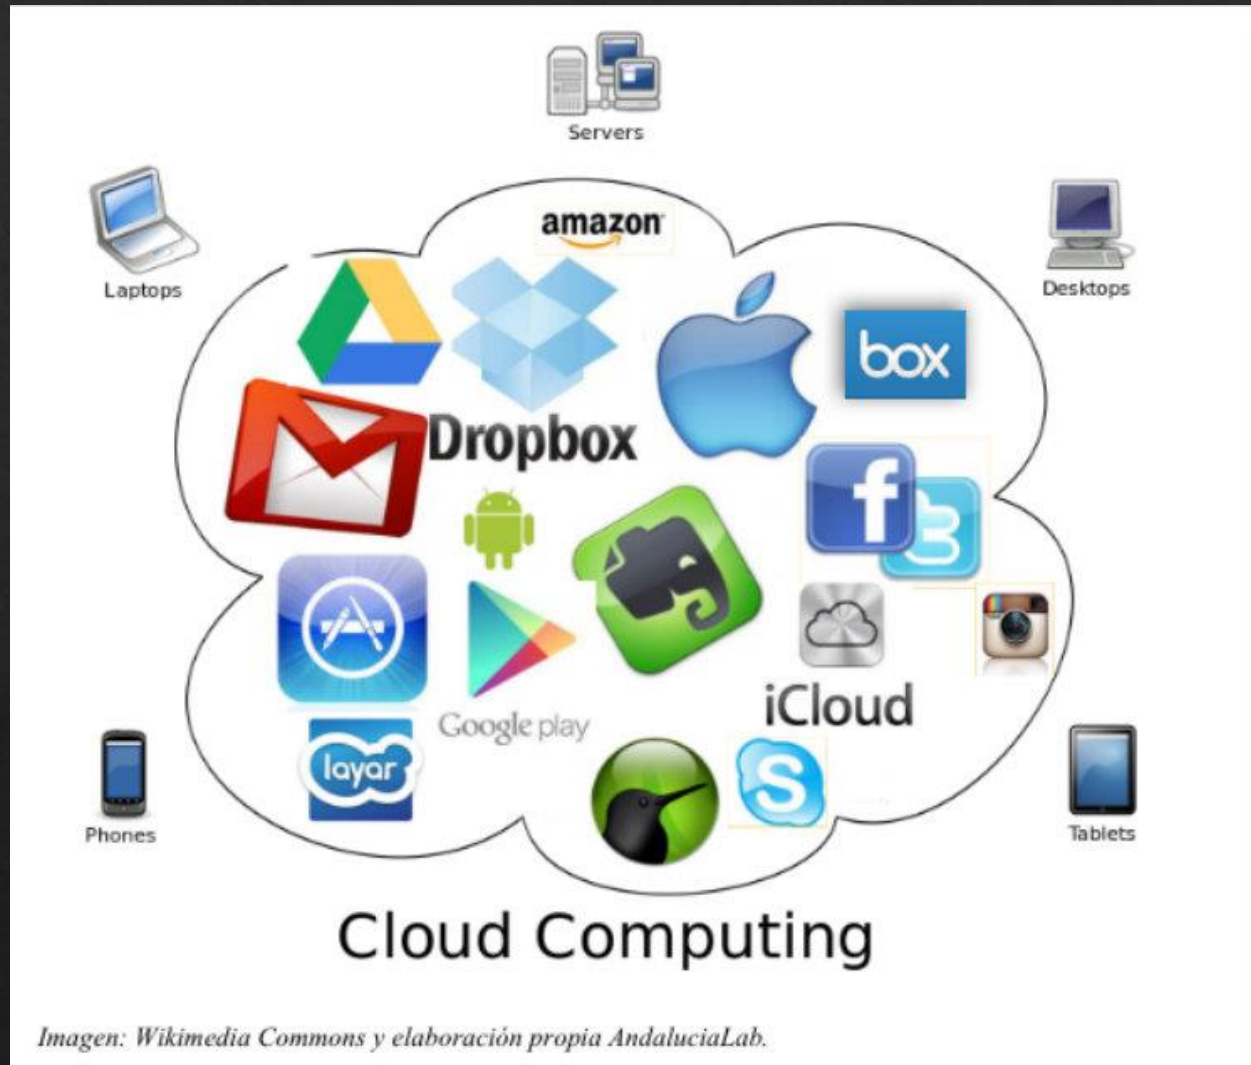 Servers
Laptops
Desktops
amazon
box
Dropbox
f
t
iCloud
Google play
layar
S
Phones
Tablets
Cloud Computing
Imagen: Wikimedia Commons y elaboración propia AndaluciaLab.